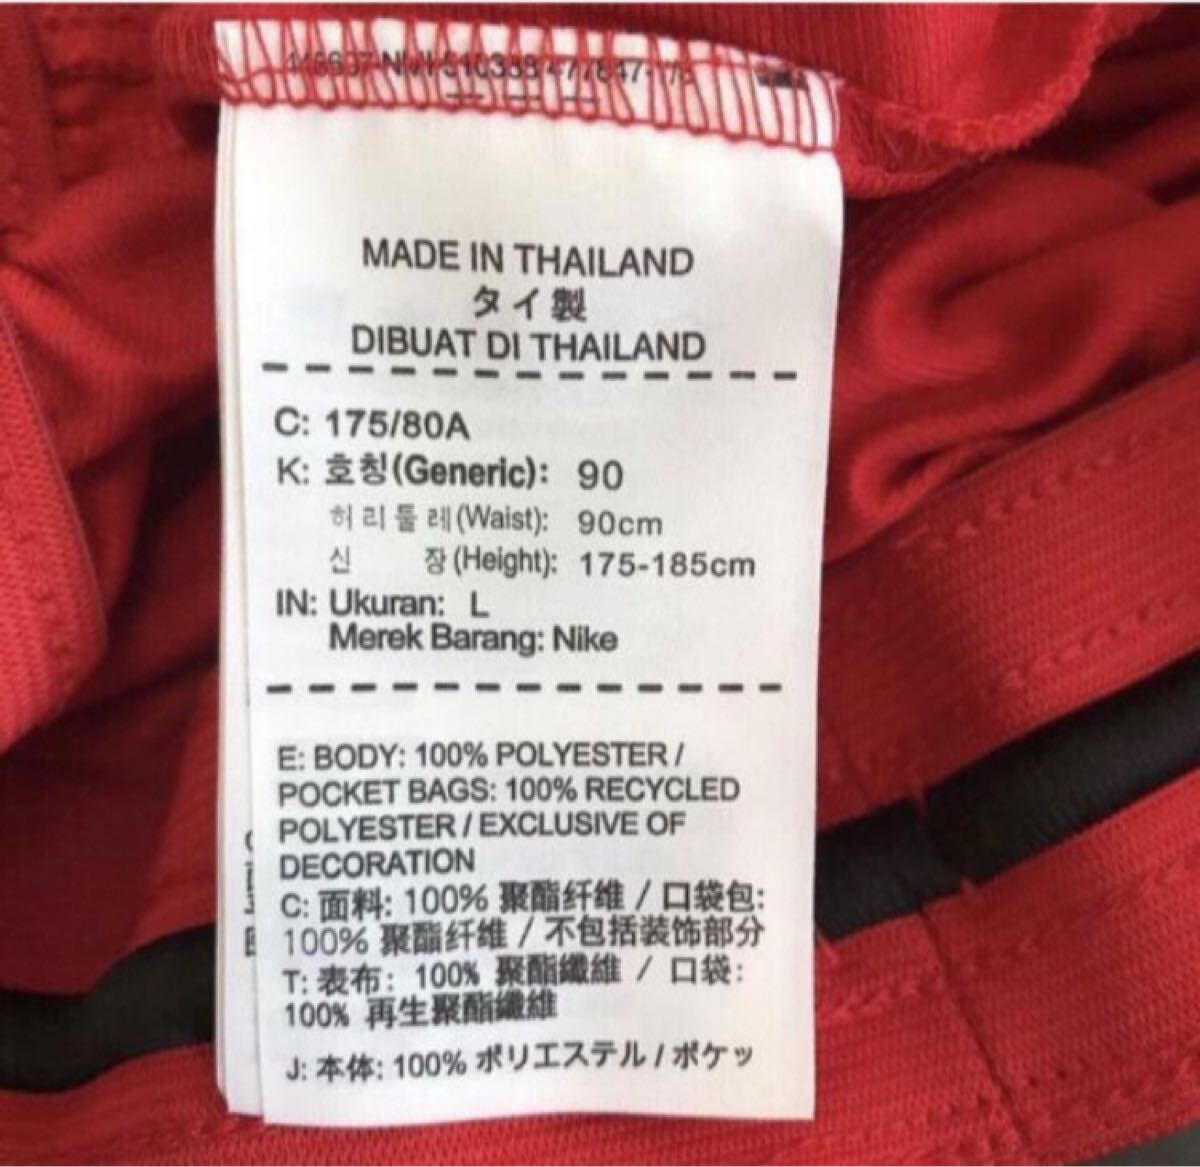 MADE IN THAILAND
タイ製
DIBUAT DI THAILAND
C: 175/80A
K: 호칭(Generic): 90
허리둘레(Waist): 90cm
신 장(Height): 175-185cm
IN: Ukuran: L
Merek Barang: Nike
E: BODY: 100% POLYESTER /
POCKET BAGS: 100% RECYCLED
POLYESTER / EXCLUSIVE OF
DECORATION
C: 面料: 100% 聚酯纤维 / 口袋包:
100% 聚酯纤维 / 不包括装饰部分
T: 表布: 100% 聚酯纖維 / 口袋:
100% 再生聚酯纖維
J: 本体: 100% ポリエステル / ポケッ